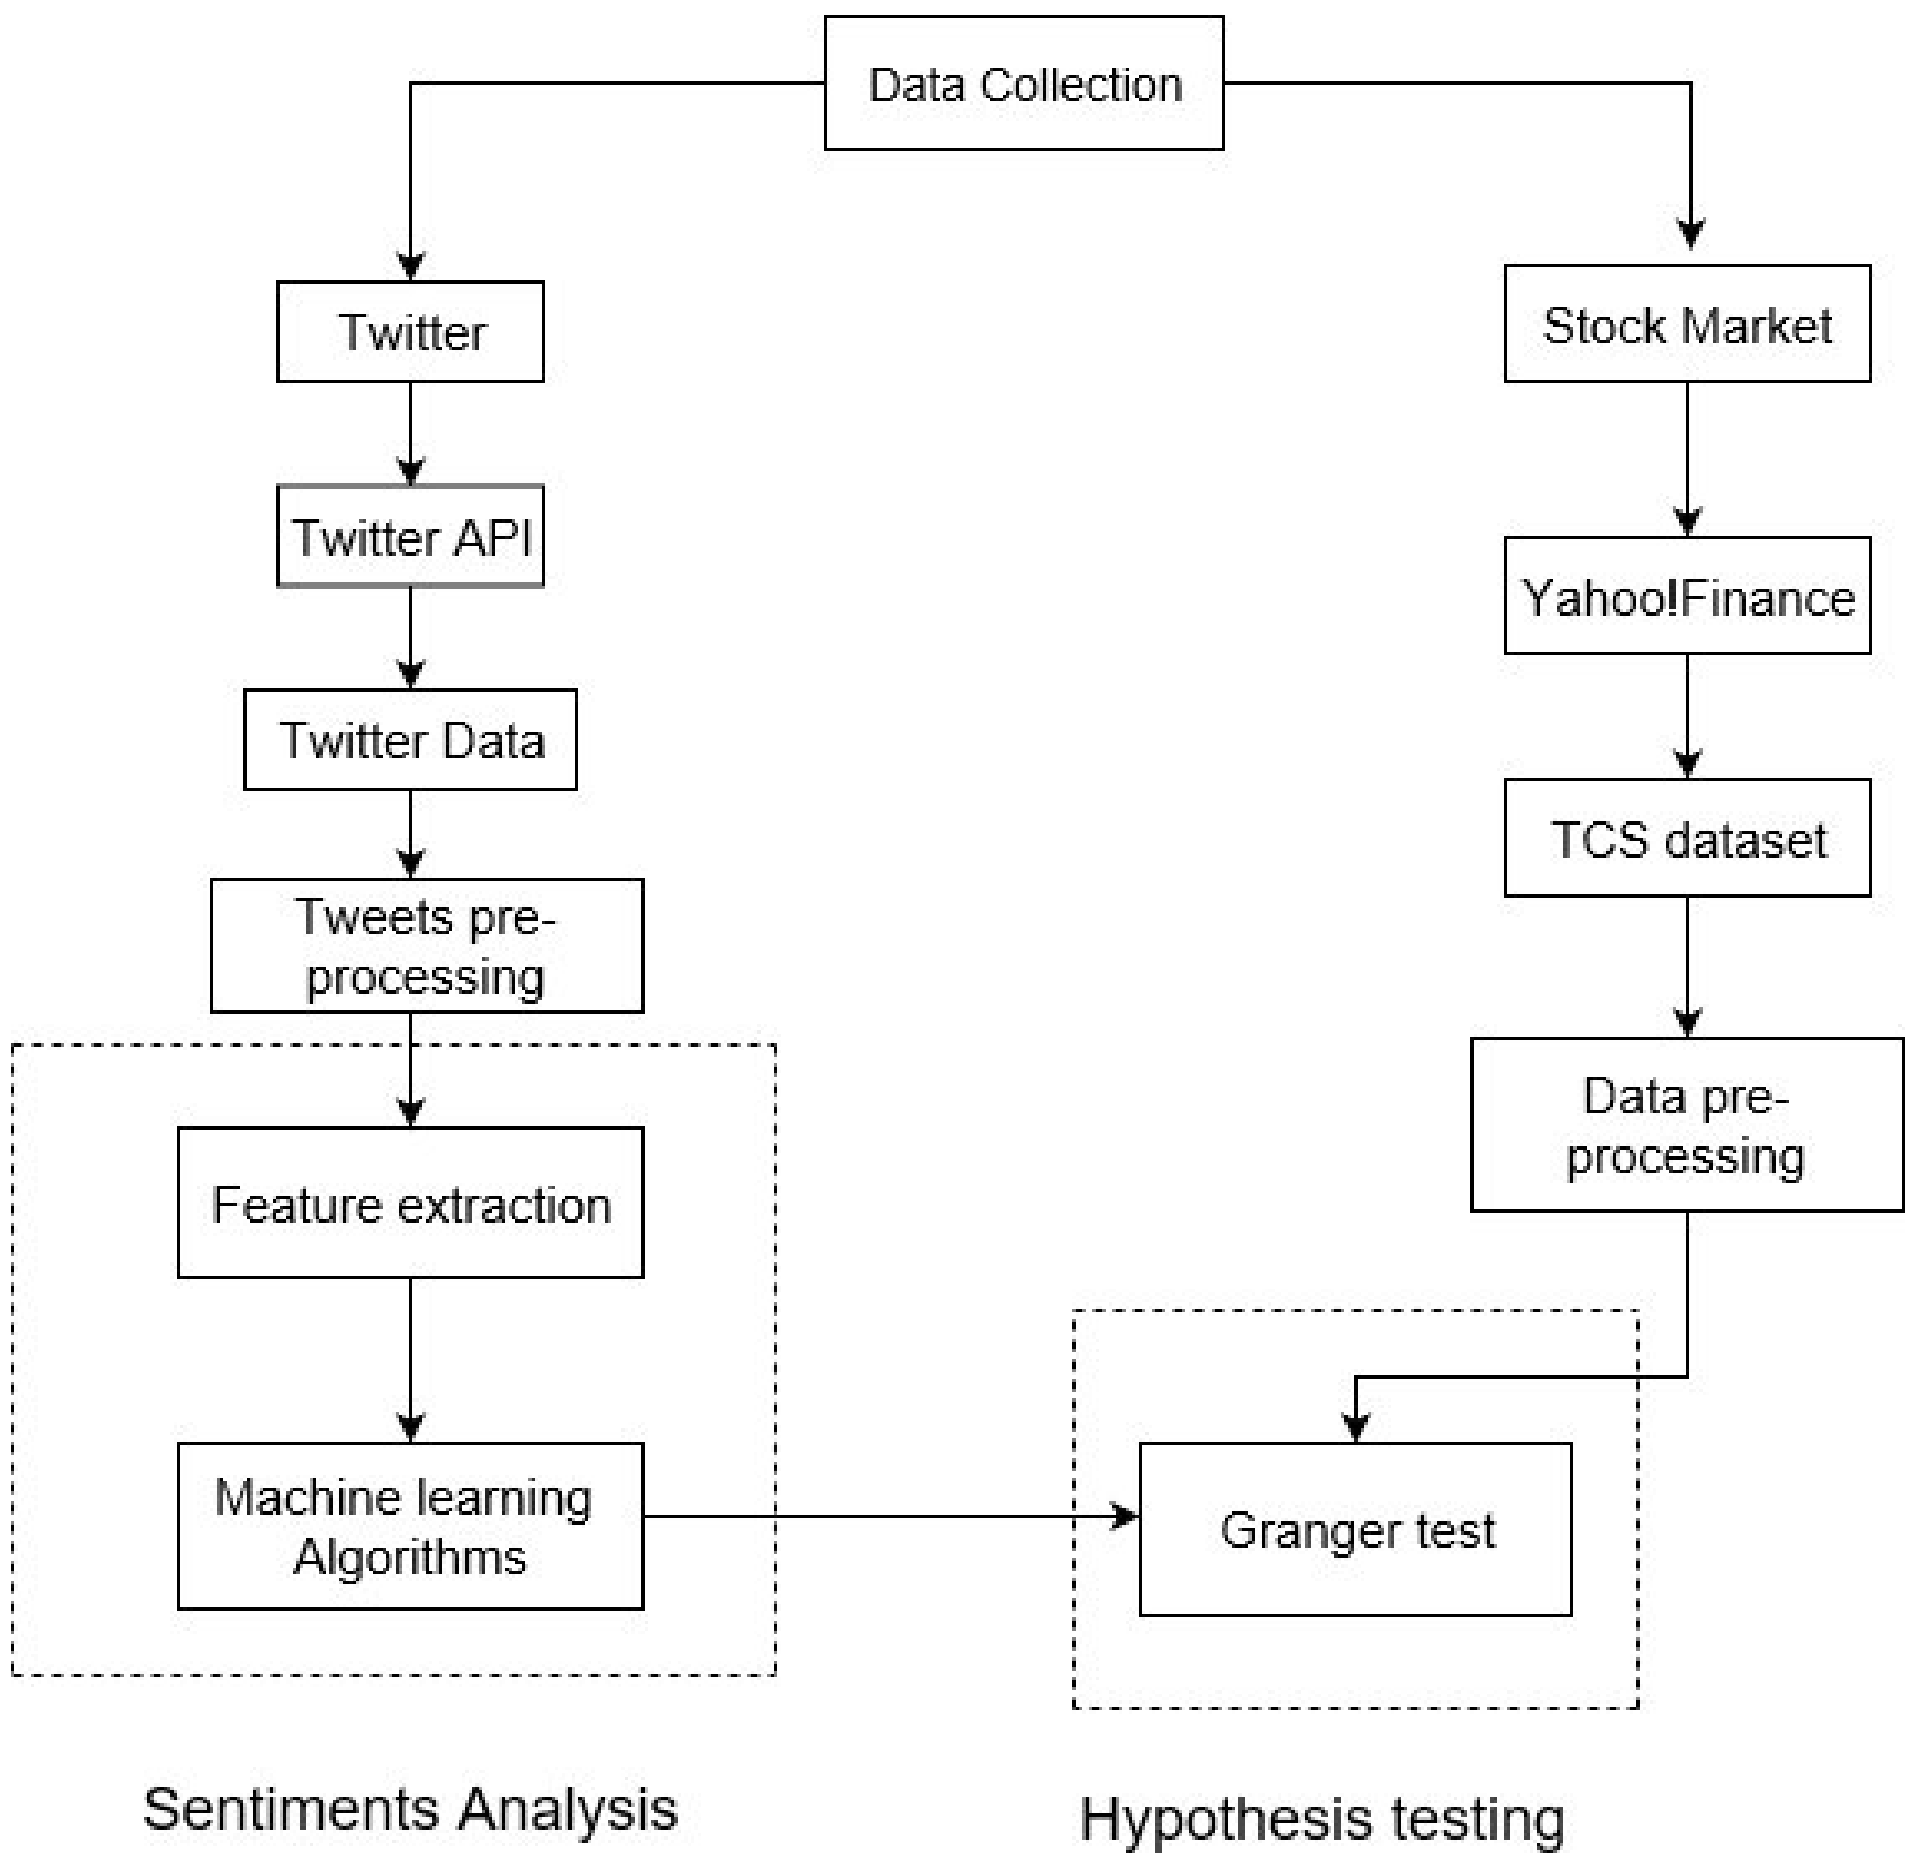 Data Collection
Twitter
Stock Market
Twitter API
Yahoo!Finance
Twitter Data
TCS dataset
Tweets pre-
processing
Data pre-
processing
Feature extraction
Machine learning
Algorithms
Granger test
Sentiments Analysis
Hypothesis testing